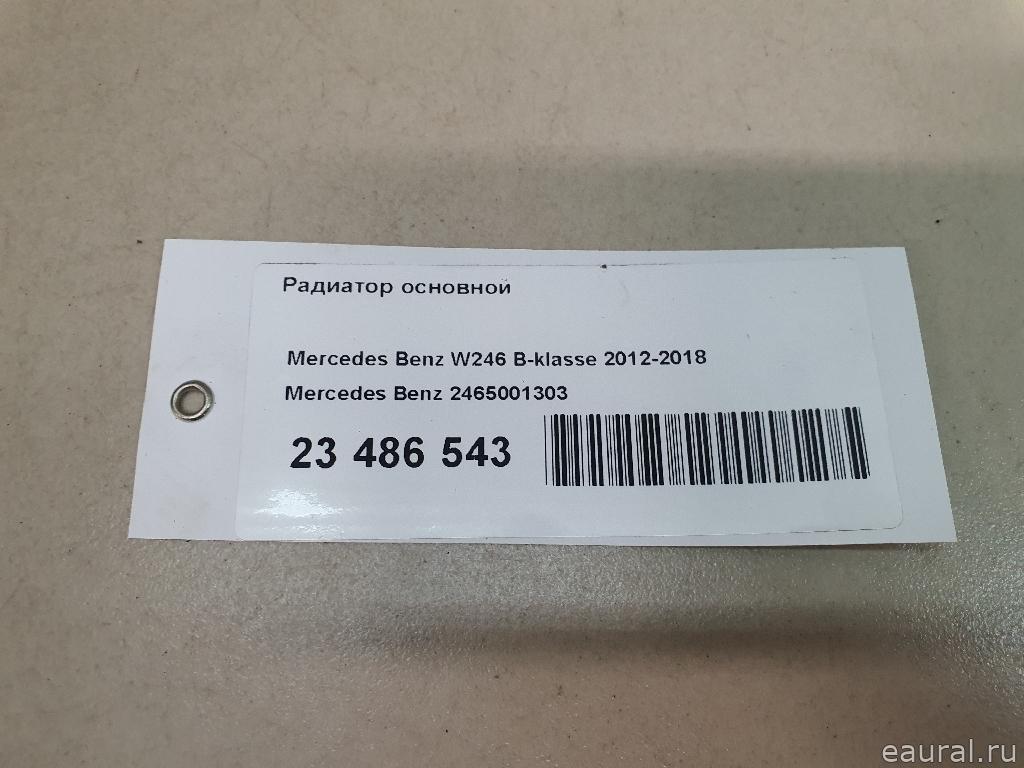 Радиатор основной
Mercedes Benz W246 B-klasse 2012-2018
Mercedes Benz 2465001303
23 486 543
eaural.ru